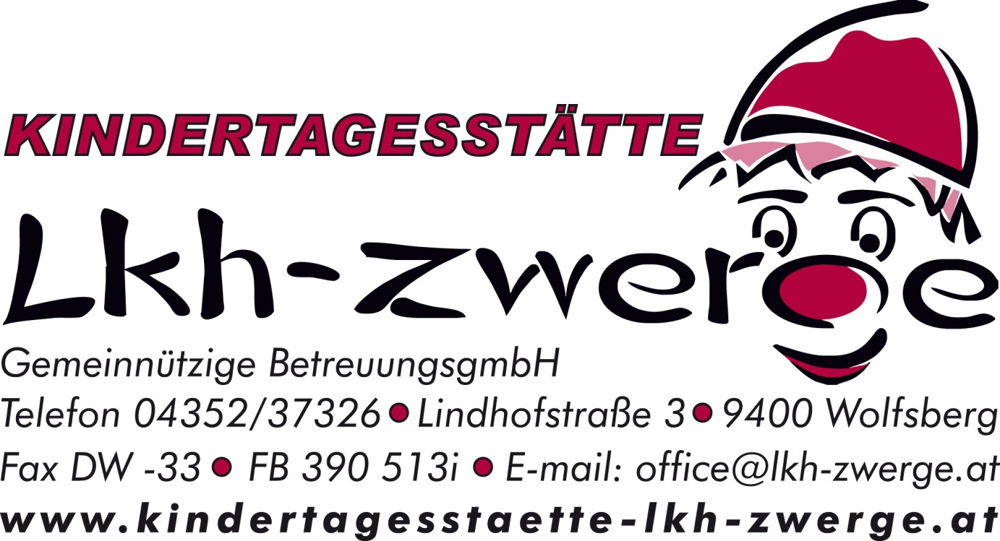 KINDERTAGESSTÄTTE
Lkh-zwerge
Gemeinnützige BetreuungsgmbH
Telefon 04352/37326 • Lindhofstraße 3 • 9400 Wolfsberg
Fax DW -33 • FB 390 513i • E-mail: office@lkh-zwerge.at
www.kindertagesstaette-lkh-zwerge.at